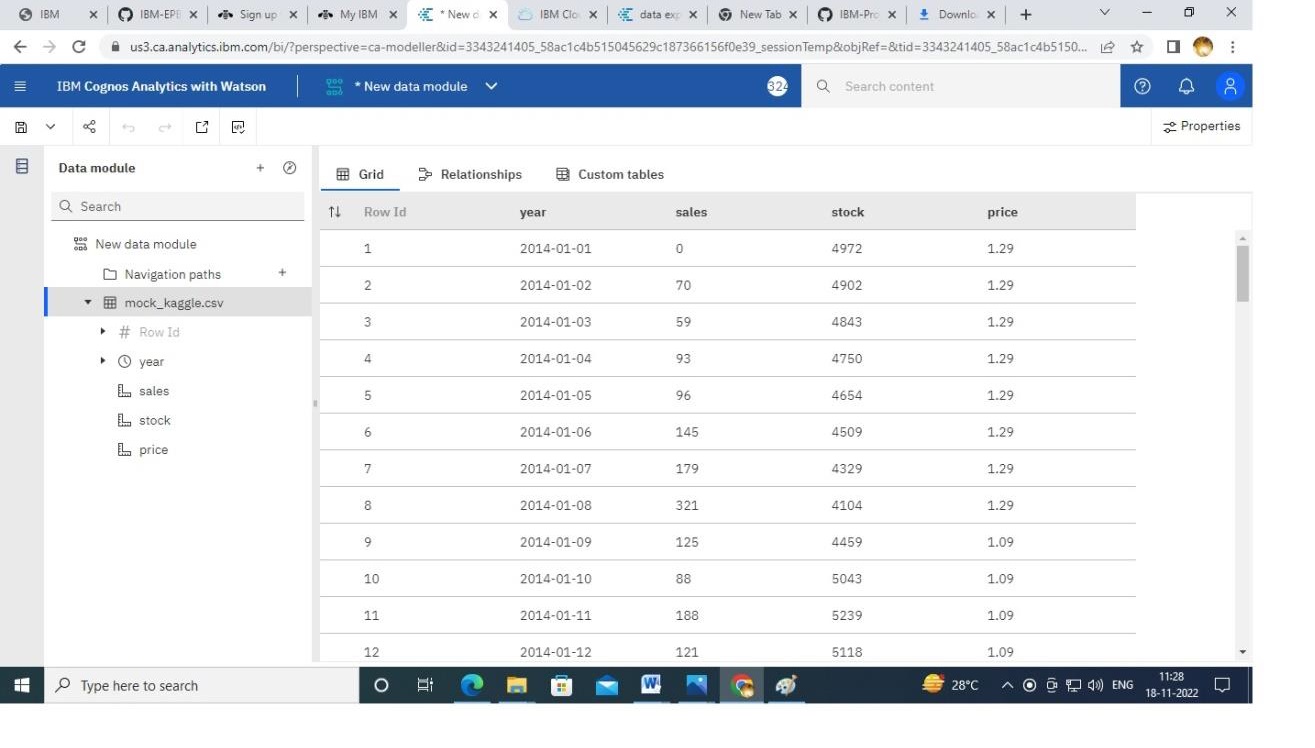 IBM IBM-EPB Sign up My IBM * New d IBM Clo data exp New Tab IBM-Pro Downlo
us3.ca.analytics.ibm.com/bi/?perspective=ca-modeller&id=3343241405_58ac1c4b515045629c187366156f0e39_sessionTemp&objRef=&tid=3343241405_58ac1c4b5150...
IBM Cognos Analytics with Watson * New data module 324 Search content
Properties
Data module
Search
New data module
Navigation paths
mock_kaggle.csv
Row Id
year
sales
stock
price
Grid Relationships Custom tables
Row Id year sales stock price
1 2014-01-01 0 4972 1.29
2 2014-01-02 70 4902 1.29
3 2014-01-03 59 4843 1.29
4 2014-01-04 93 4750 1.29
5 2014-01-05 96 4654 1.29
6 2014-01-06 145 4509 1.29
7 2014-01-07 179 4329 1.29
8 2014-01-08 321 4104 1.29
9 2014-01-09 125 4459 1.09
10 2014-01-10 88 5043 1.09
11 2014-01-11 188 5239 1.09
12 2014-01-12 121 5118 1.09
Type here to search 28°C ENG 11:28
18-11-2022